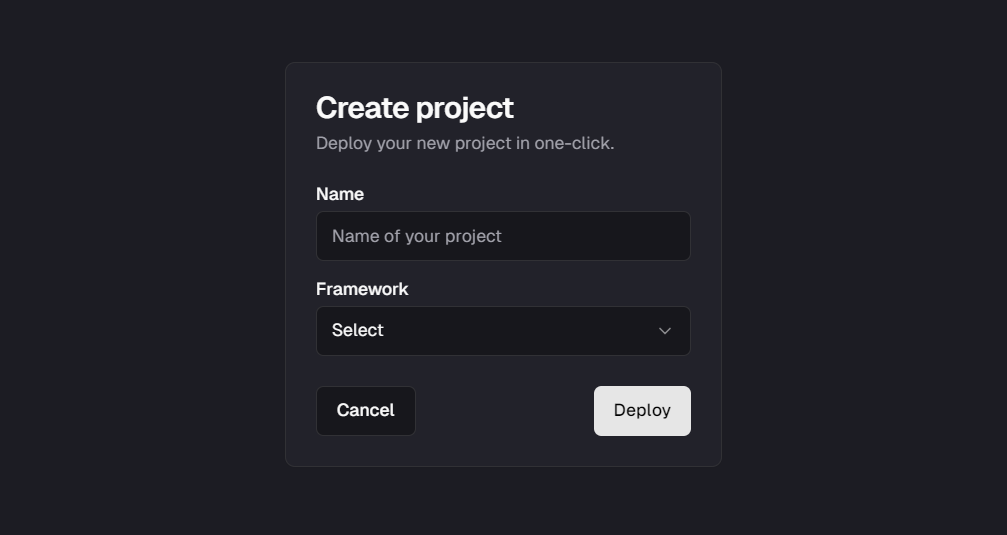 Create project
Deploy your new project in one-click.
Name
Name of your project
Framework
Select
Cancel
Deploy